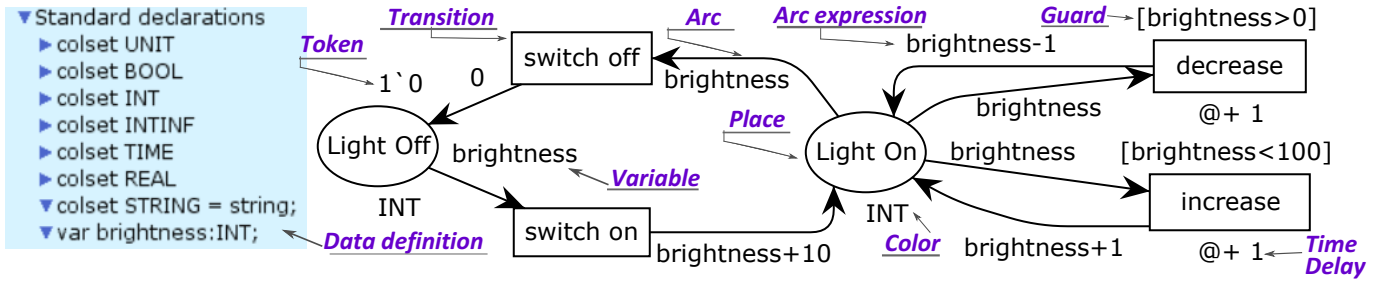 Standard declarations
colset UNIT
colset BOOL
colset INT
colset INTINF
colset TIME
colset REAL
colset STRING = string;
var brightness:INT;
Data definition
Token
1`0
Light Off
INT
Transition
switch off
0
brightness
Variable
switch on
brightness+10
Arc
brightness
Place
Light On
INT
Color
Arc expression
brightness-1
Guard
[brightness>0]
decrease
@+ 1
brightness
brightness
[brightness<100]
increase
brightness+1
@+ 1
Time
Delay